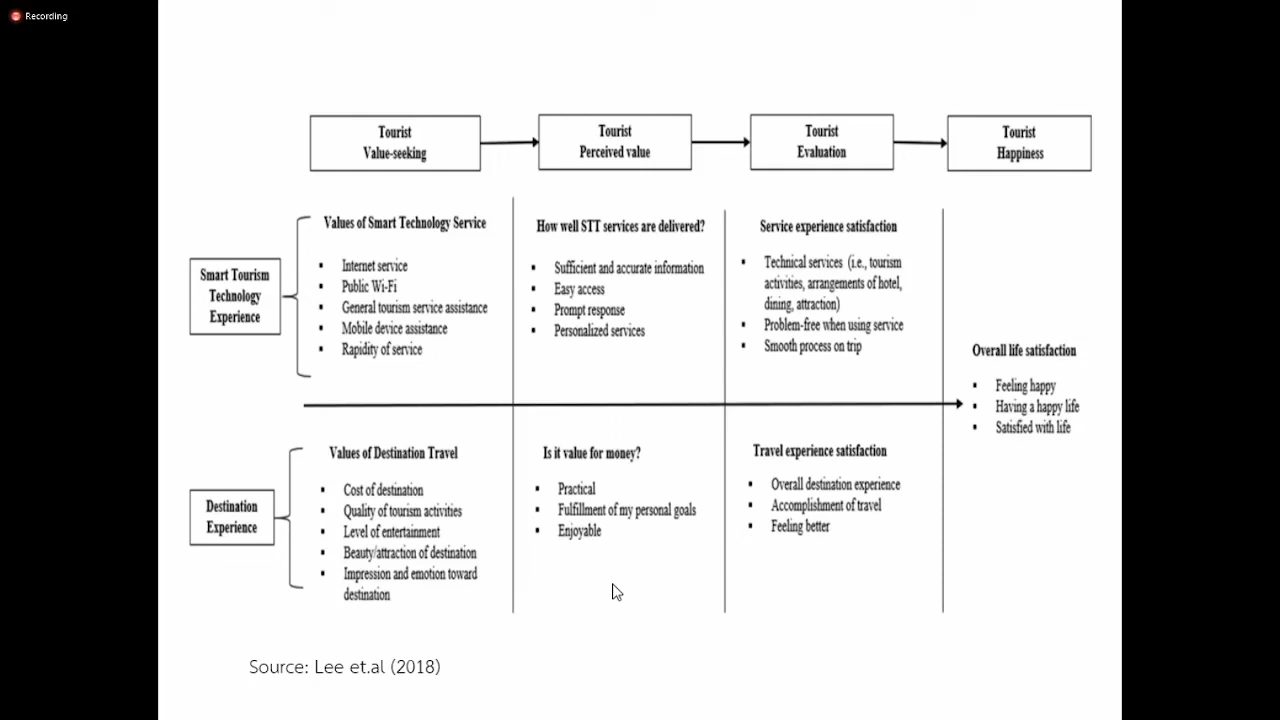 Recording
Tourist
Value-seeking
Tourist
Perceived value
Tourist
Evaluation
Tourist
Happiness
Smart Tourism
Technology
Experience
Values of Smart Technology Service
▪ Internet service
▪ Public Wi-Fi
▪ General tourism service assistance
▪ Mobile device assistance
▪ Rapidity of service
How well STT services are delivered?
▪ Sufficient and accurate information
▪ Easy access
▪ Prompt response
▪ Personalized services
Service experience satisfaction
▪ Technical services (i.e., tourism
activities, arrangements of hotel,
dining, attraction)
▪ Problem-free when using service
▪ Smooth process on trip
Overall life satisfaction
▪ Feeling happy
▪ Having a happy life
▪ Satisfied with life
Destination
Experience
Values of Destination Travel
▪ Cost of destination
▪ Quality of tourism activities
▪ Level of entertainment
▪ Beauty/attraction of destination
▪ Impression and emotion toward
destination
Is it value for money?
▪ Practical
▪ Fulfillment of my personal goals
▪ Enjoyable
Travel experience satisfaction
▪ Overall destination experience
▪ Accomplishment of travel
▪ Feeling better
Source: Lee et.al (2018)